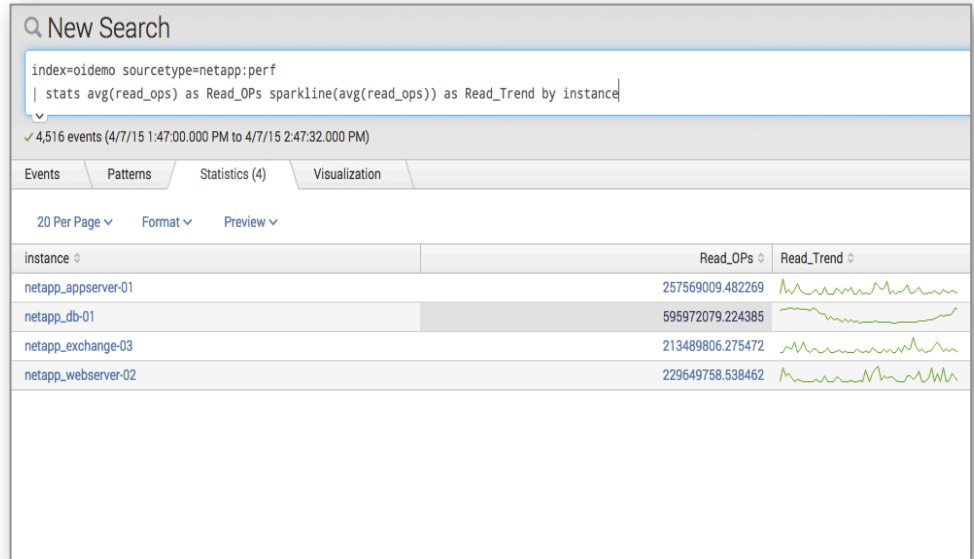 New Search
index=oidemo sourcetype=netapp:perf
| stats avg(read_ops) as Read_OPs sparkline(avg(read_ops)) as Read_Trend by instance
✓ 4,516 events (4/7/15 1:47:00.000 PM to 4/7/15 2:47:32.000 PM)
Events Patterns Statistics (4) Visualization
20 Per Page Format Preview
instance Read_OPs Read_Trend
netapp_appserver-01 257569009.482269
netapp_db-01 595972079.224385
netapp_exchange-03 213489806.275472
netapp_webserver-02 229649758.538462